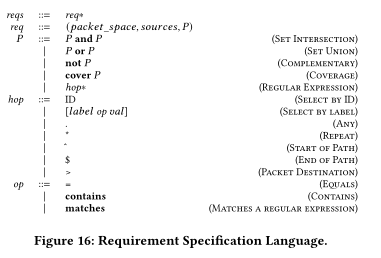 reqs ::= req*
req ::= (packet_space, sources, P)
P ::= P and P (Set Intersection)
| P or P (Set Union)
| not P (Complementary)
| cover P (Coverage)
| hop* (Regular Expression)
hop ::= ID (Select by ID)
| [label op val] (Select by label)
| . (Any)
| * (Repeat)
| ^ (Start of Path)
| $ (End of Path)
| > (Packet Destination)
op ::= = (Equals)
| contains (Contains)
| matches (Matches a regular expression)
Figure 16: Requirement Specification Language.